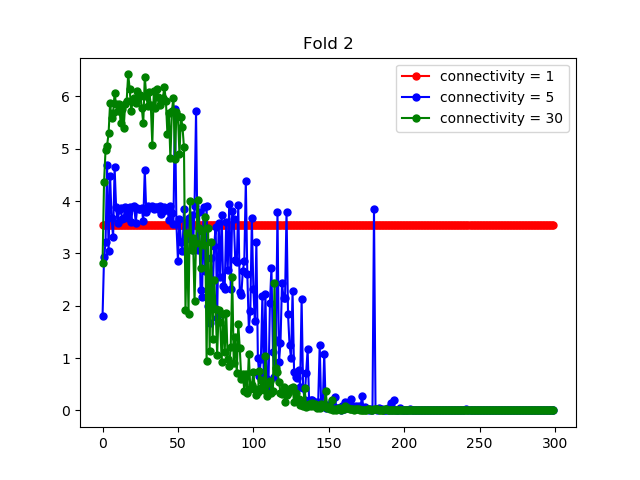 Fold 2
connectivity = 1
connectivity = 5
connectivity = 30
6
5
4
3
2
1
0
0 50 100 150 200 250 300